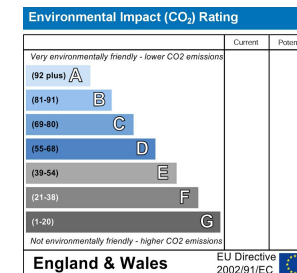 Environmental Impact (CO₂) Rating
Current
Very environmentally friendly - lower CO2 emissions
(92 plus) A
(81-91) B
(69-80) C
(55-68) D
(39-54) E
(21-38) F
(1-20) G
Not environmentally friendly - higher CO2 emissions
England & Wales
EU Directive
2002/91/EC